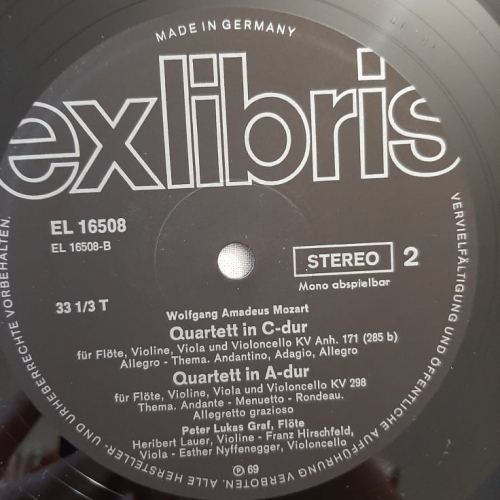 MADE IN GERMANY
exlibris
EL 16508
EL 16508-B
STEREO 2
Mono abspielbar
33 1/3 T
Wolfgang Amadeus Mozart
Quartett in C-dur
für Flöte, Violine, Viola und Violoncello KV Anh. 171 (285 b)
Allegro - Thema. Andantino, Adagio, Allegro
Quartett in A-dur
für Flöte, Violine, Viola und Violoncello KV 298
Thema. Andante - Menuetto - Rondeau.
Allegretto grazioso
Peter Lukas Graf, Flöte
Heribert Lauer, Violine - Franz Hirschfeld,
Viola - Esther Nyffenegger, Violoncello
℗ 69
VERVIELFÄLTIGUNG UND ÖFFENTLICHE AUFFÜHRUNG VERBOTEN. ALLE HERSTELLER- UND URHEBERRECHTE VORBEHALTEN.